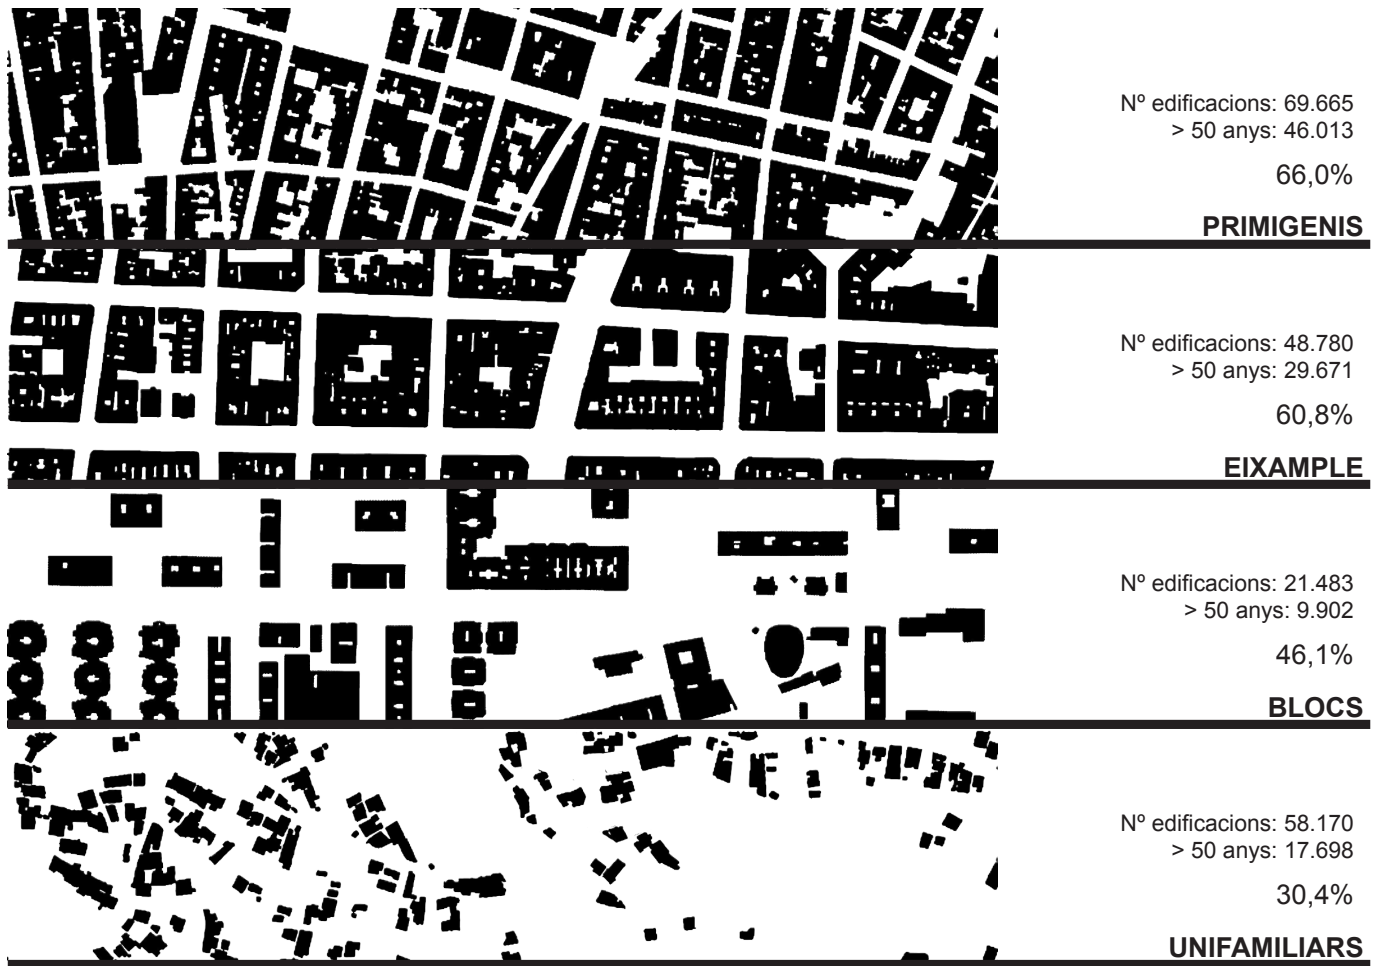 Nº edificacions: 69.665
> 50 anys: 46.013
66,0%
PRIMIGENIS
Nº edificacions: 48.780
> 50 anys: 29.671
60,8%
EIXAMPLE
Nº edificacions: 21.483
> 50 anys: 9.902
46,1%
BLOCS
Nº edificacions: 58.170
> 50 anys: 17.698
30,4%
UNIFAMILIARS